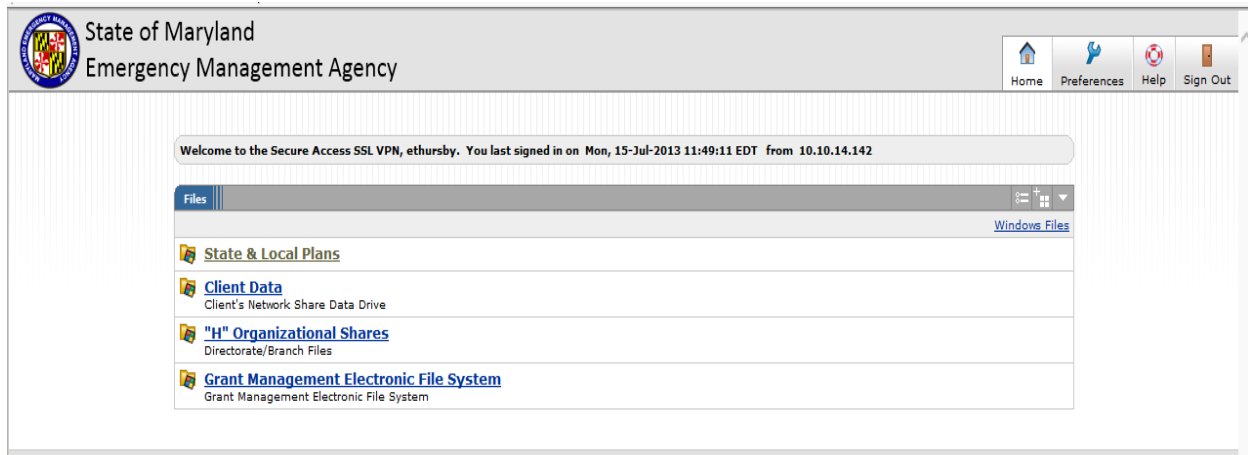 State of Maryland
Emergency Management Agency
Home
Preferences
Help
Sign Out
Welcome to the Secure Access SSL VPN, ethursby. You last signed in on Mon, 15-Jul-2013 11:49:11 EDT from 10.10.14.142
Files
Windows Files
State & Local Plans
Client Data
Client's Network Share Data Drive
"H" Organizational Shares
Directorate/Branch Files
Grant Management Electronic File System
Grant Management Electronic File System